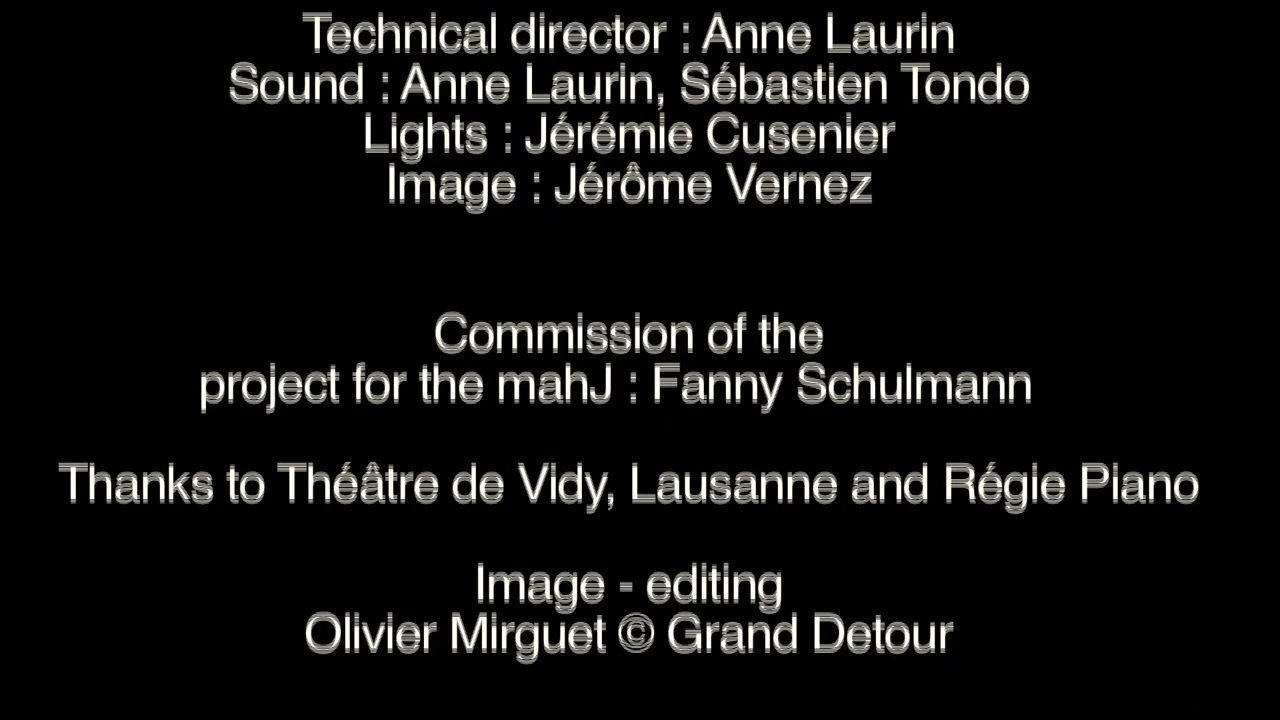 Technical director : Anne Laurin
Sound : Anne Laurin, Sébastien Tondo
Lights : Jérémie Cusenier
Image : Jérôme Vernez
Commission of the
project for the mahJ : Fanny Schulmann
Thanks to Théâtre de Vidy, Lausanne and Régie Piano
Image - editing
Olivier Mirguet © Grand Detour